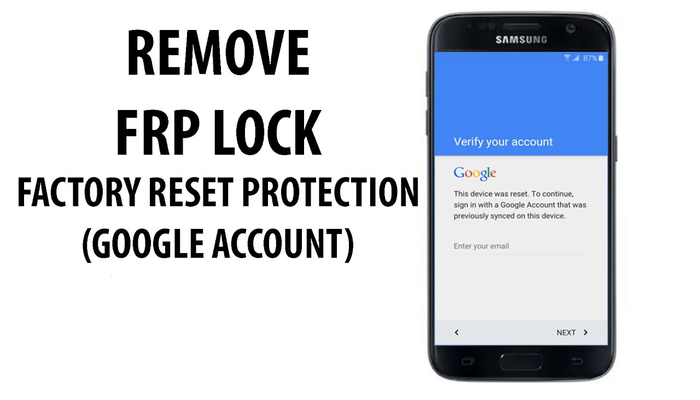 REMOVE
FRP LOCK
FACTORY RESET PROTECTION
(GOOGLE ACCOUNT)
SAMSUNG
87%
Verify your account
Google
This device was reset. To continue,
sign in with a Google Account that was
previously synced on this device.
Enter your email
NEXT